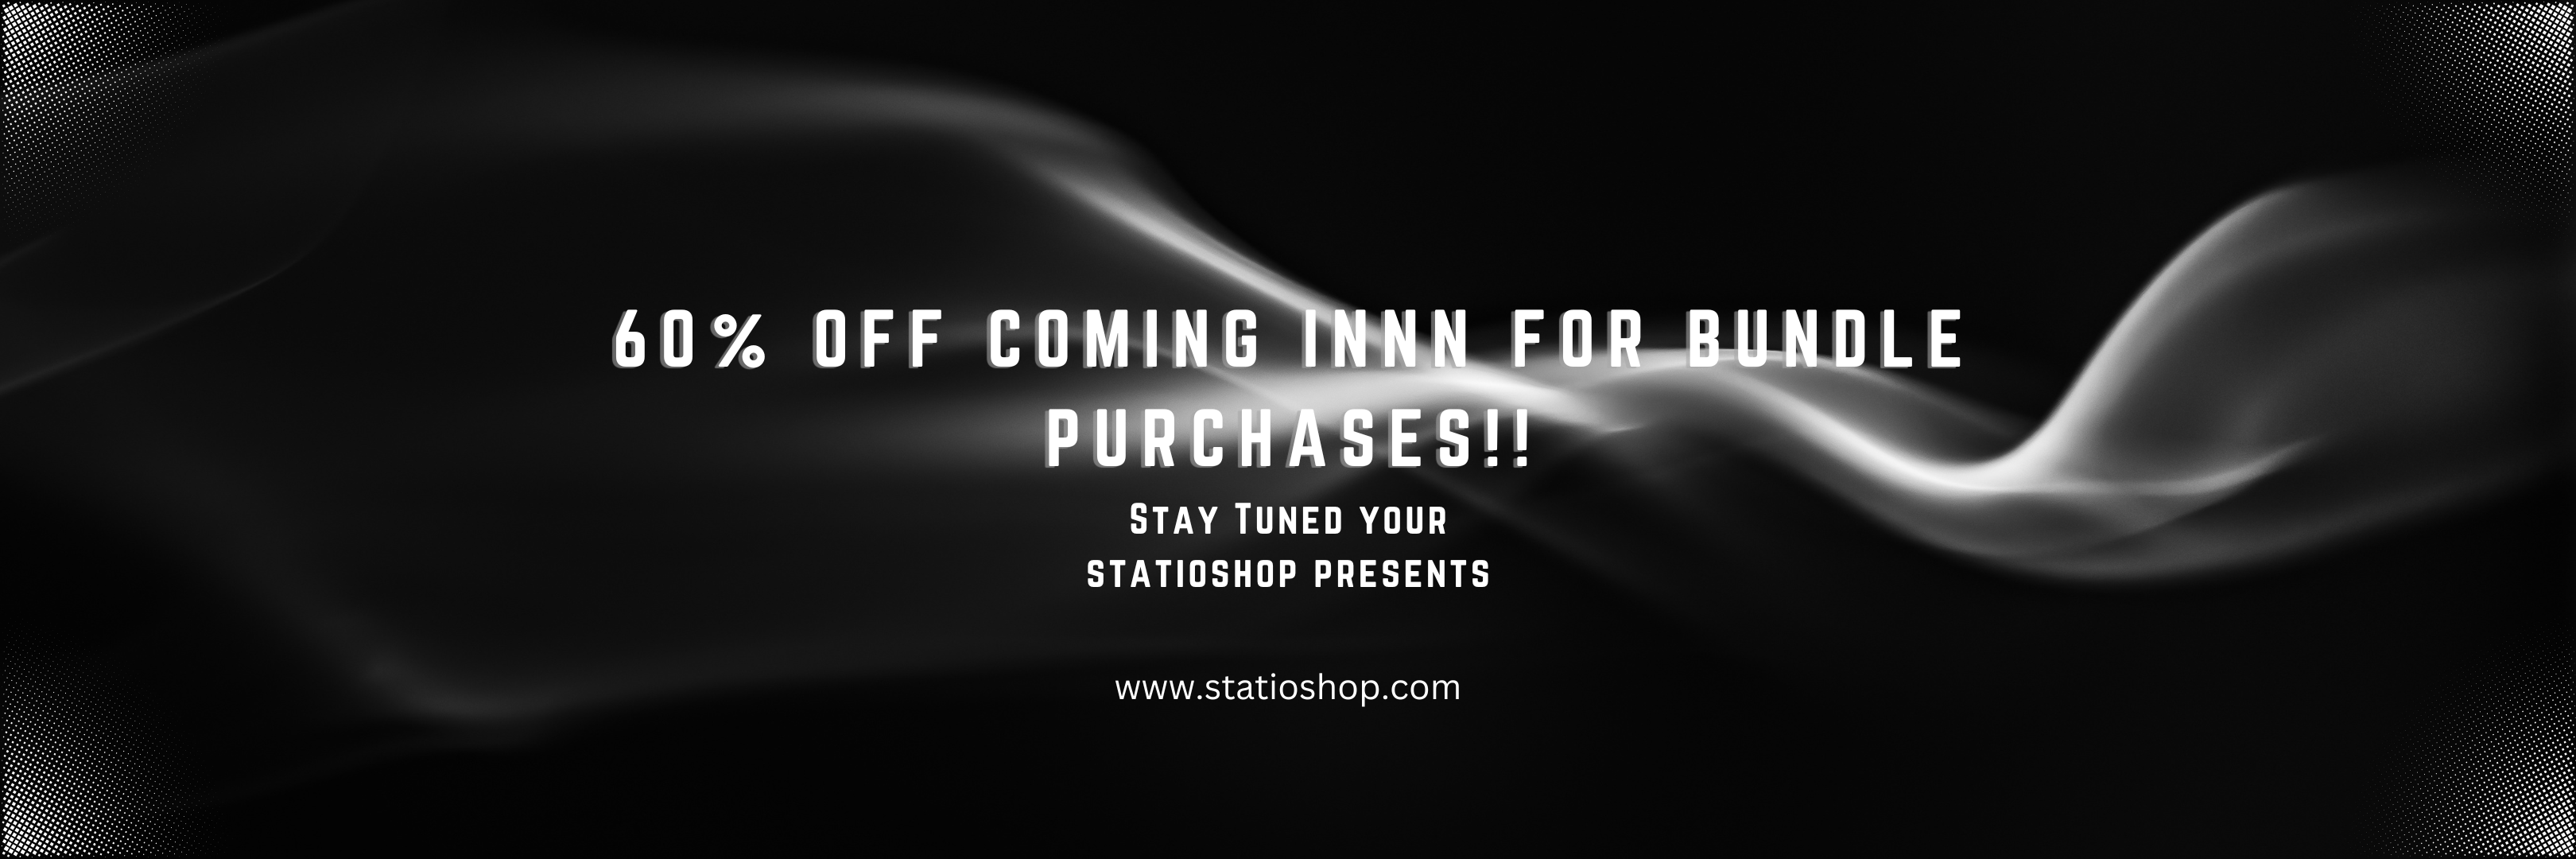 60% OFF COMING INNN FOR BUNDLE
PURCHASES!!
STAY TUNED YOUR
STATIOSHOP PRESENTS
www.statioshop.com